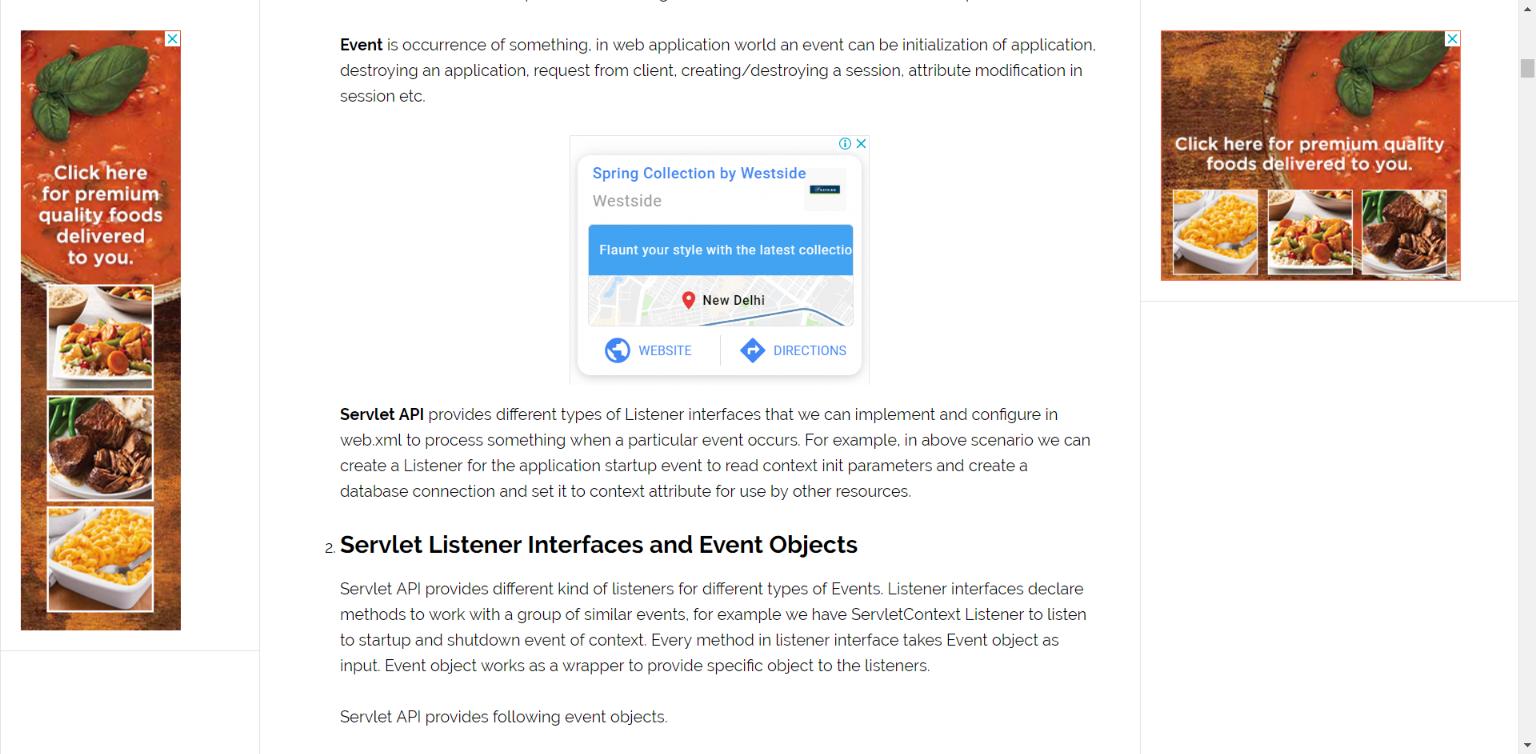 Event is occurrence of something, in web application world an event can be initialization of application,
destroying an application, request from client, creating/destroying a session, attribute modification in
session etc.
Click here
for premium
quality foods
delivered
to you.
Spring Collection by Westside
Westside
Flaunt your style with the latest collectio
New Delhi
WEBSITE
DIRECTIONS
Click here for premium quality
foods delivered to you.
Servlet API provides different types of Listener interfaces that we can implement and configure in
web.xml to process something when a particular event occurs. For example, in above scenario we can
create a Listener for the application startup event to read context init parameters and create a
database connection and set it to context attribute for use by other resources.
2. Servlet Listener Interfaces and Event Objects
Servlet API provides different kind of listeners for different types of Events. Listener interfaces declare
methods to work with a group of similar events, for example we have ServletContext Listener to listen
to startup and shutdown event of context. Every method in listener interface takes Event object as
input. Event object works as a wrapper to provide specific object to the listeners.
Servlet API provides following event objects.